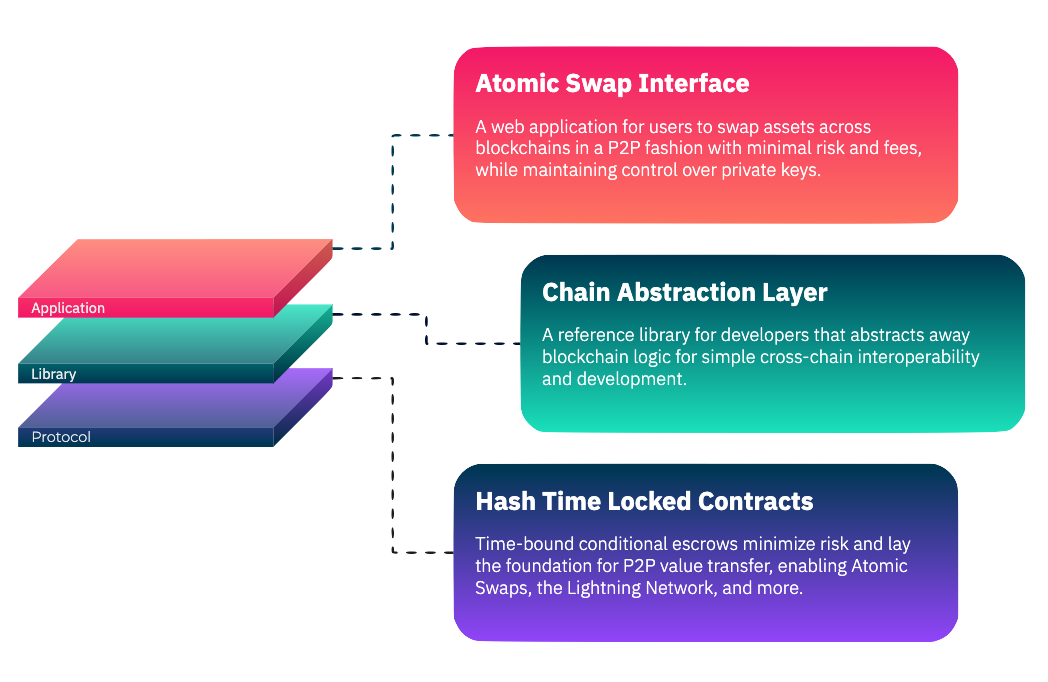 Atomic Swap Interface
A web application for users to swap assets across
blockchains in a P2P fashion with minimal risk and fees,
while maintaining control over private keys.
Application
Library
Protocol
Chain Abstraction Layer
A reference library for developers that abstracts away
blockchain logic for simple cross-chain interoperability
and development.
Hash Time Locked Contracts
Time-bound conditional escrows minimize risk and lay
the foundation for P2P value transfer, enabling Atomic
Swaps, the Lightning Network, and more.